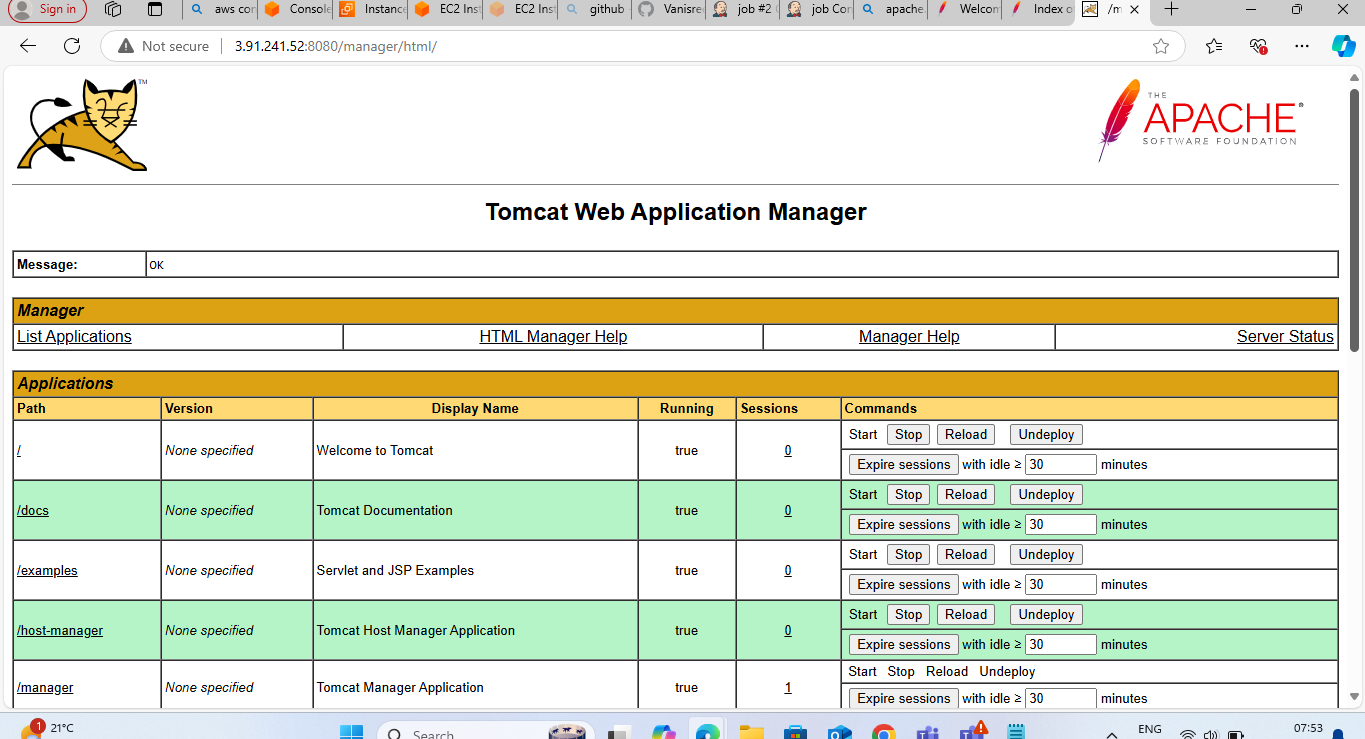 Sign in
aws cor
Console
Instance
EC2 Inst
EC2 Inst
github
Vanisre
job #2
job Cor
apache
Welcom
Index o
/m
Not secure 3.91.241.52:8080/manager/html/
TM
THE
APACHE®
SOFTWARE FOUNDATION
Tomcat Web Application Manager
Message: OK
Manager
List Applications HTML Manager Help Manager Help Server Status
Applications
Path Version Display Name Running Sessions Commands
Start Stop Reload Undeploy
/ None specified Welcome to Tomcat true 0
Expire sessions with idle ≥ 30 minutes
Start Stop Reload Undeploy
/docs None specified Tomcat Documentation true 0
Expire sessions with idle ≥ 30 minutes
Start Stop Reload Undeploy
/examples None specified Servlet and JSP Examples true 0
Expire sessions with idle ≥ 30 minutes
Start Stop Reload Undeploy
/host-manager None specified Tomcat Host Manager Application true 0
Expire sessions with idle ≥ 30 minutes
Start Stop Reload Undeploy
/manager None specified Tomcat Manager Application true 1
Expire sessions with idle ≥ 30 minutes
1
21°C
Search
ENG
07:53